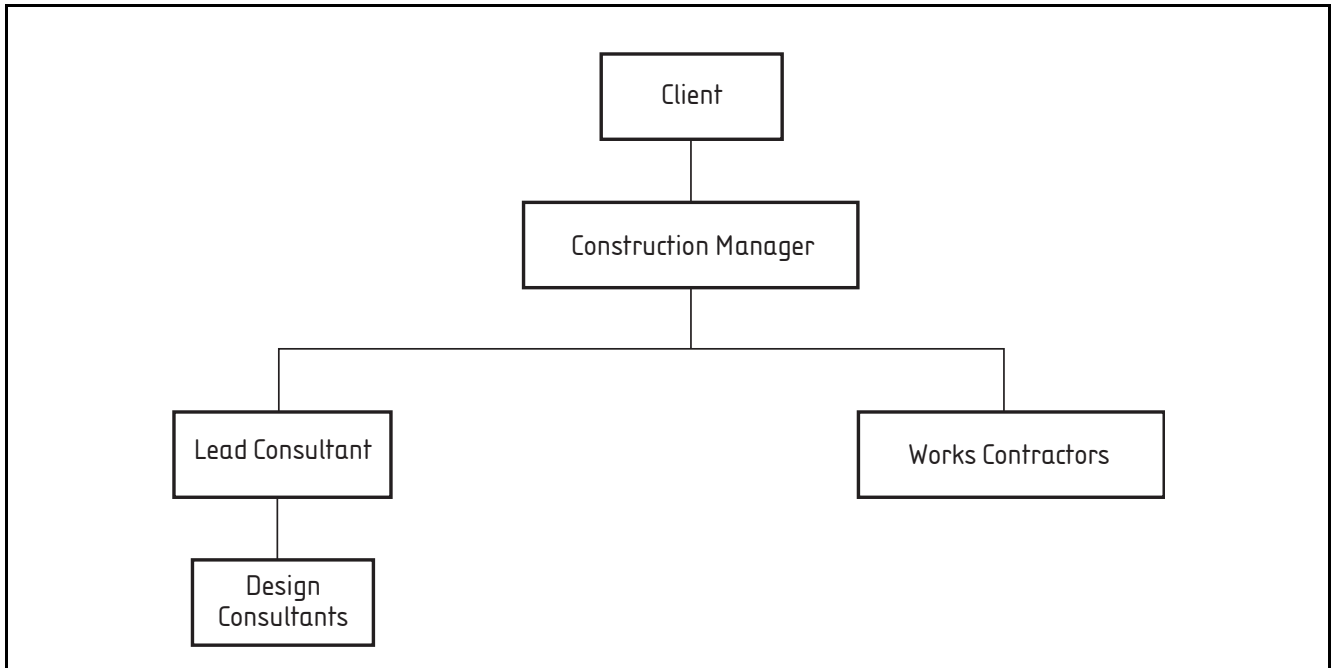 Client
Construction Manager
Lead Consultant
Works Contractors
Design
Consultants